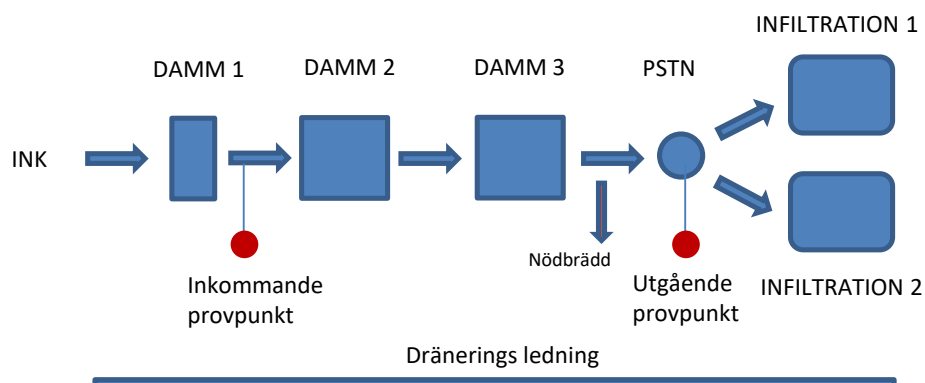 INFILTRATION 1
DAMM 1
DAMM 2
DAMM 3
PSTN
INK
Nödbrädd
Inkommande
provpunkt
Utgående
provpunkt
INFILTRATION 2
Dränerings ledning